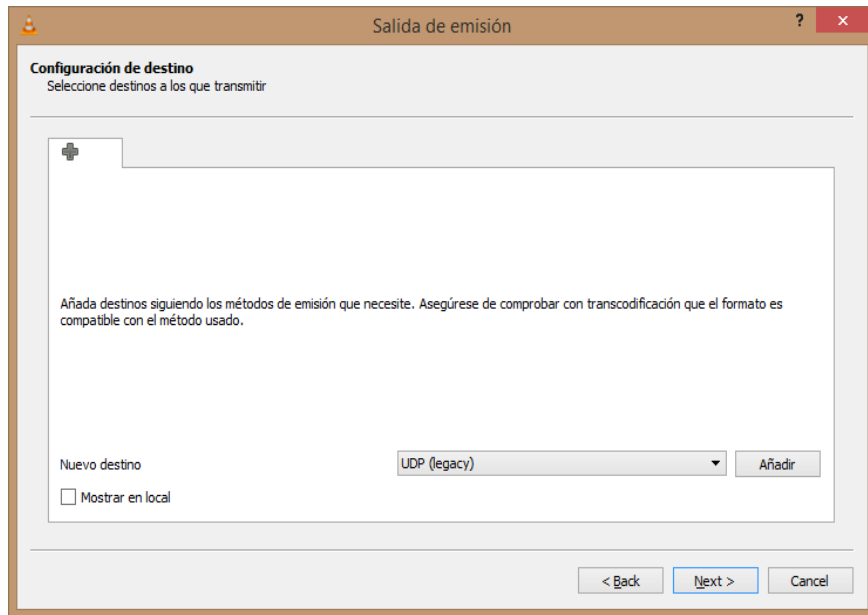 Salida de emisión
?
x
Configuración de destino
Seleccione destinos a los que transmitir
Añada destinos siguiendo los métodos de emisión que necesite. Asegúrese de comprobar con transcodificación que el formato es
compatible con el método usado.
Nuevo destino
UDP (legacy)
Añadir
Mostrar en local
< Back
Next >
Cancel